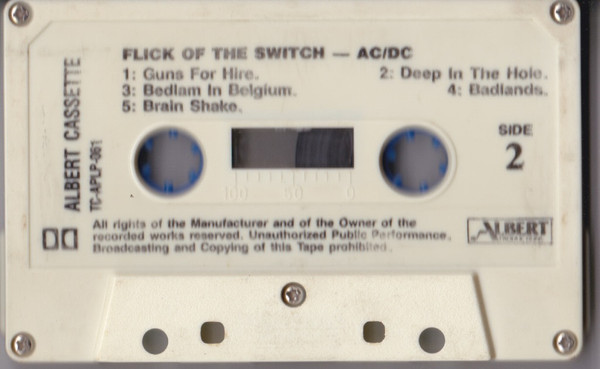 FLICK OF THE SWITCH — AC/DC
1: Guns For Hire. 2: Deep In The Hole.
3: Bedlam In Belgium. 4: Badlands.
5: Brain Shake.
ALBERT CASSETTE
TC-APLP-061
SIDE
2
100 50 0
All rights of the Manufacturer and of the Owner of the
recorded works reserved. Unauthorized Public Performance,
Broadcasting and Copying of this Tape prohibited.
ALBERT